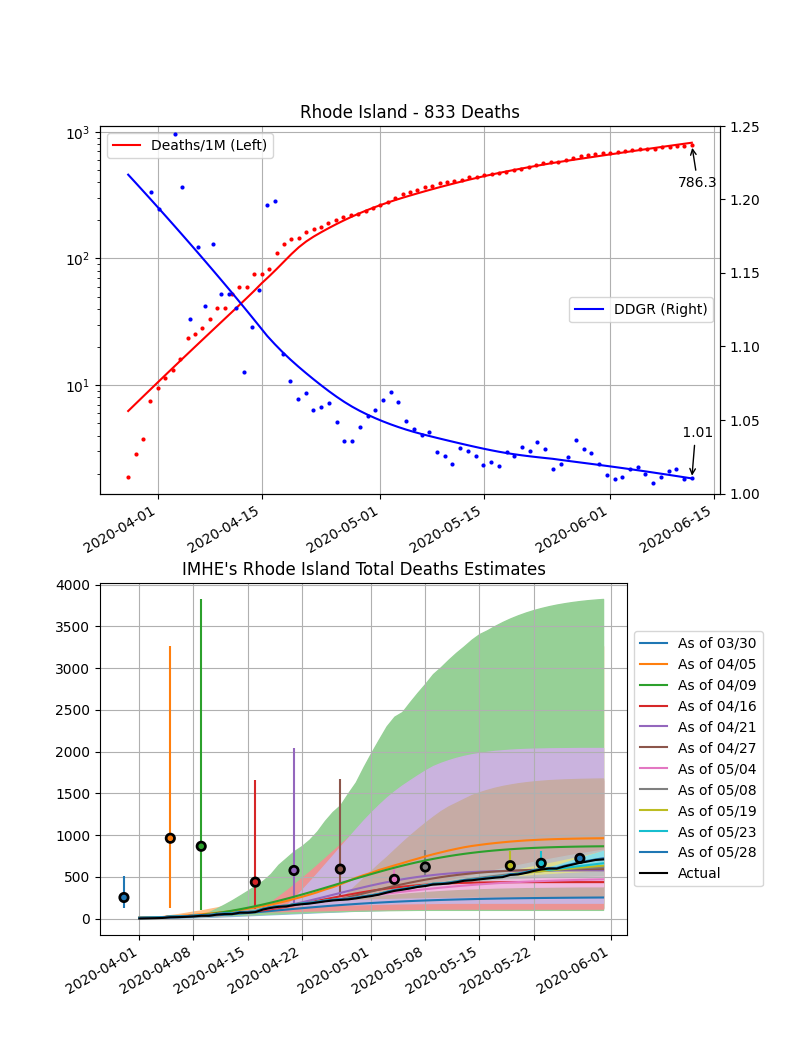 Rhode Island - 833 Deaths
10³
10²
10¹
Deaths/1M (Left)
DDGR (Right)
786.3
1.01
1.25
1.20
1.15
1.10
1.05
1.00
2020-04-01
2020-04-15
2020-05-01
2020-05-15
2020-06-01
2020-06-15
IMHE's Rhode Island Total Deaths Estimates
4000
3500
3000
2500
2000
1500
1000
500
0
2020-04-01
2020-04-08
2020-04-15
2020-04-22
2020-05-01
2020-05-08
2020-05-15
2020-05-22
2020-06-01
As of 03/30
As of 04/05
As of 04/09
As of 04/16
As of 04/21
As of 04/27
As of 05/04
As of 05/08
As of 05/19
As of 05/23
As of 05/28
Actual